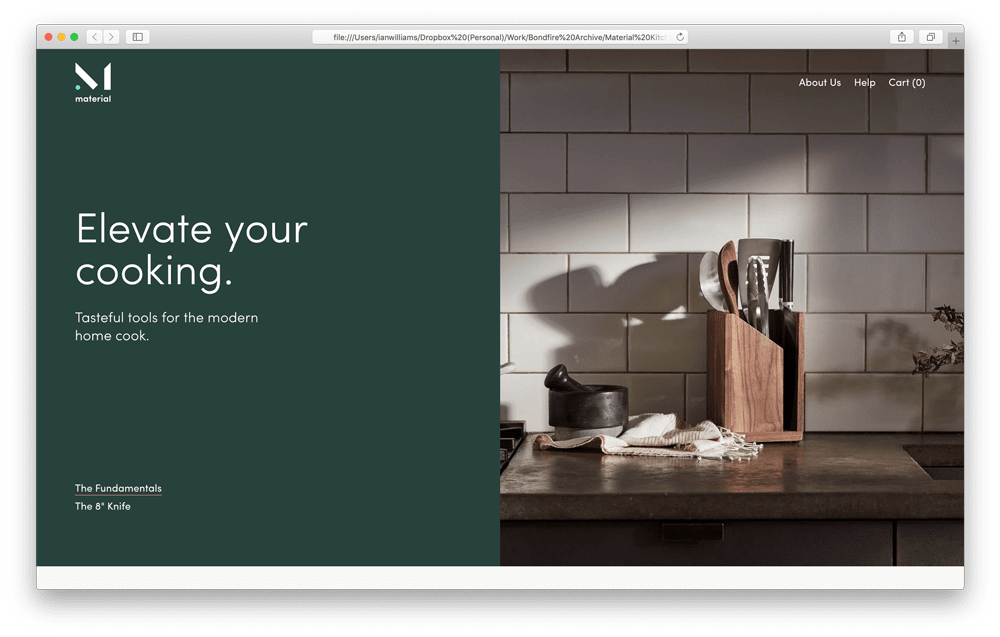 file:///Users/ianwilliams/Dropbox%20(Personal)/Work/Bondfire%20Archive/Material%20Kitc
material
About Us Help Cart (0)
Elevate your
cooking.
Tasteful tools for the modern
home cook.
The Fundamentals
The 8" Knife